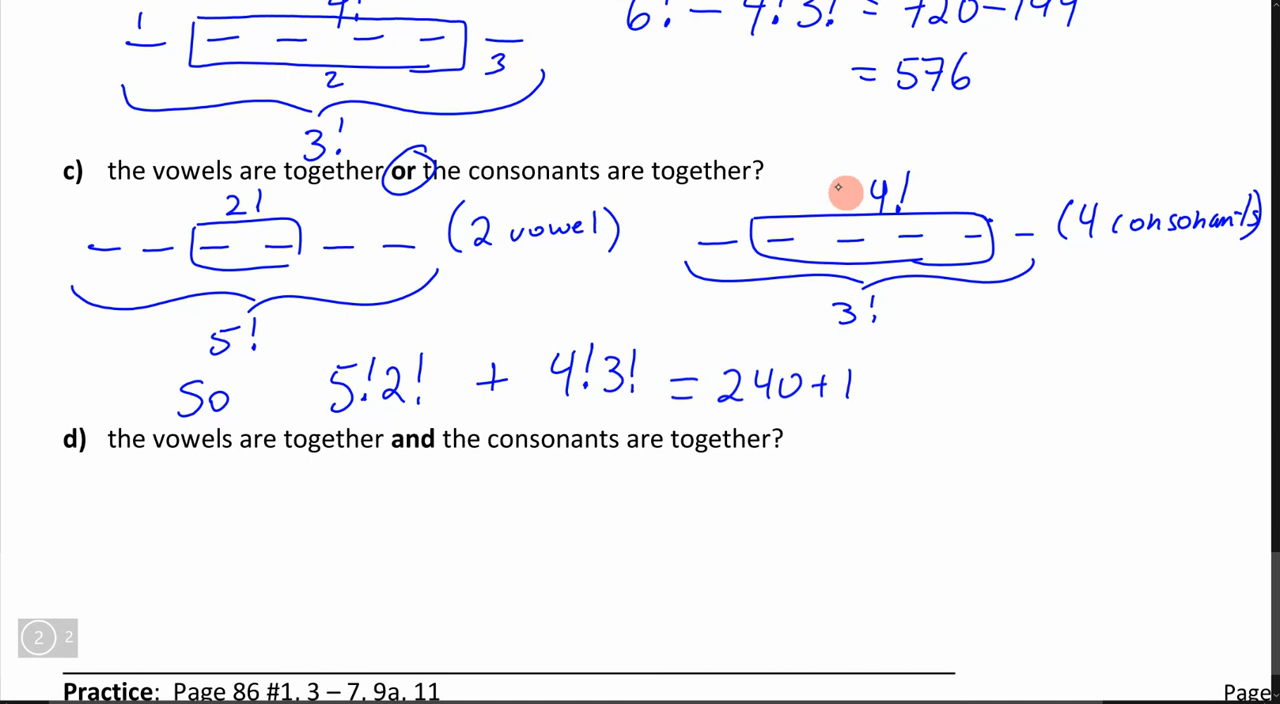 4!
6! - 4!3! = 720-144
1
2
3
= 576
3!
c) the vowels are together or the consonants are together?
2! (2 vowel) 4! (4 consonants)
5! 3!
So 5!2! + 4!3! = 240+1
d) the vowels are together and the consonants are together?
2 2
Practice: Page 86 #1, 3 – 7, 9a, 11
Page